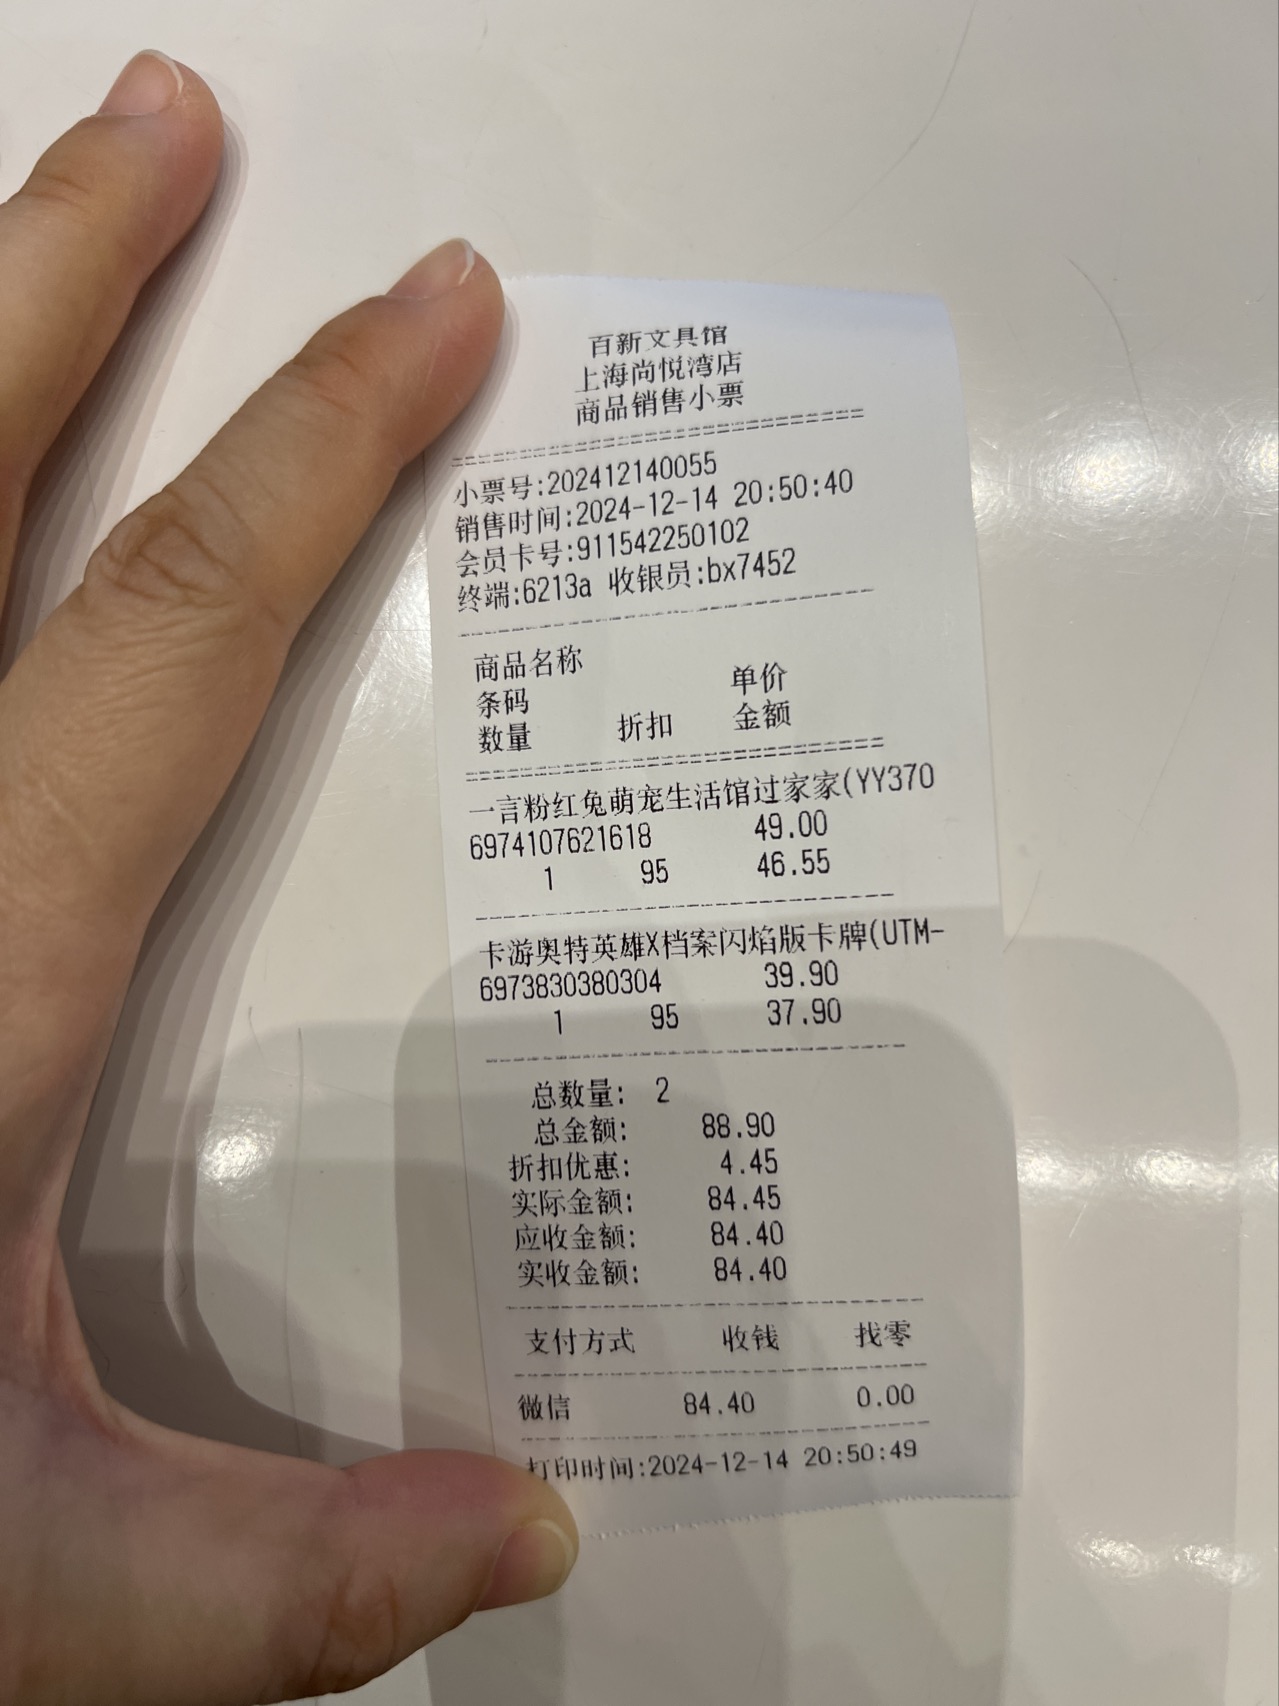 百新文具馆
上海尚悦湾店
商品销售小票
小票号:202412140055
销售时间:2024-12-14 20:50:40
会员卡号:911542250102
终端:6213a 收银员:bx7452
商品名称
条码 单价
数量 折扣 金额
一言粉红兔萌宠生活馆过家家(YY370
6974107621618 49.00
1 95 46.55
卡游奥特英雄X档案闪焰版卡牌(UTM-
6973830380304 39.90
1 95 37.90
总数量: 2
总金额: 88.90
折扣优惠: 4.45
实际金额: 84.45
应收金额: 84.40
实收金额: 84.40
支付方式 收钱 找零
微信 84.40 0.00
打印时间:2024-12-14 20:50:49